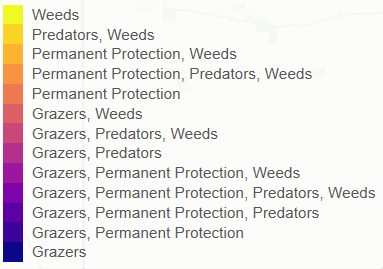 Weeds
Predators, Weeds
Permanent Protection, Weeds
Permanent Protection, Predators, Weeds
Permanent Protection
Grazers, Weeds
Grazers, Predators, Weeds
Grazers, Predators
Grazers, Permanent Protection, Weeds
Grazers, Permanent Protection, Predators, Weeds
Grazers, Permanent Protection, Predators
Grazers, Permanent Protection
Grazers